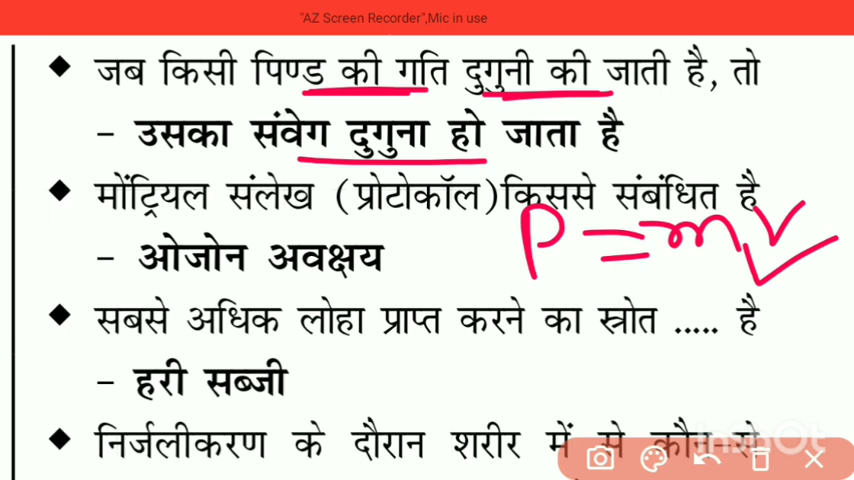 "AZ Screen Recorder",Mic in use
◆ जब किसी पिण्ड की गति दुगुनी की जाती है, तो
– उसका संवेग दुगुना हो जाता है
◆ मोंट्रियल संलेख (प्रोटोकॉल)किससे संबंधित है
P = mv
– ओजोन अवक्षय
◆ सबसे अधिक लोहा प्राप्त करने का स्त्रोत ..... है
– हरी सब्जी
◆ निर्जलीकरण के दौरान शरीर में से कौन-से
InShOt